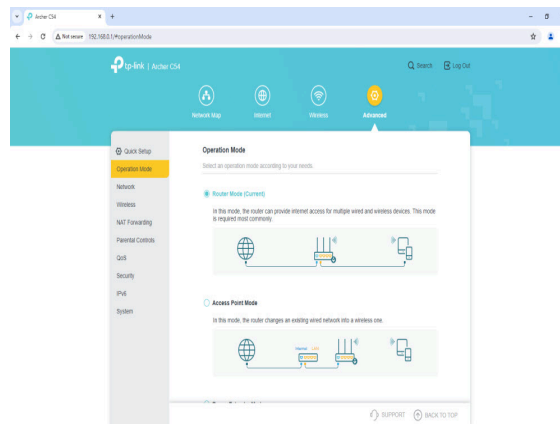 Archer C54
Not secure 192.168.0.1/#operationMode
tp-link | Archer C54
Search
Log Out
Network Map
Internet
Wireless
Advanced
Quick Setup
Operation Mode
Network
Wireless
NAT Forwarding
Parental Controls
QoS
Security
IPv6
System
Operation Mode
Select an operation mode according to your needs.
Router Mode (Current)
In this mode, the router can provide internet access for multiple wired and wireless devices. This mode
is required most commonly.
Access Point Mode
In this mode, the router changes an existing wired network into a wireless one.
SUPPORT
BACK TO TOP